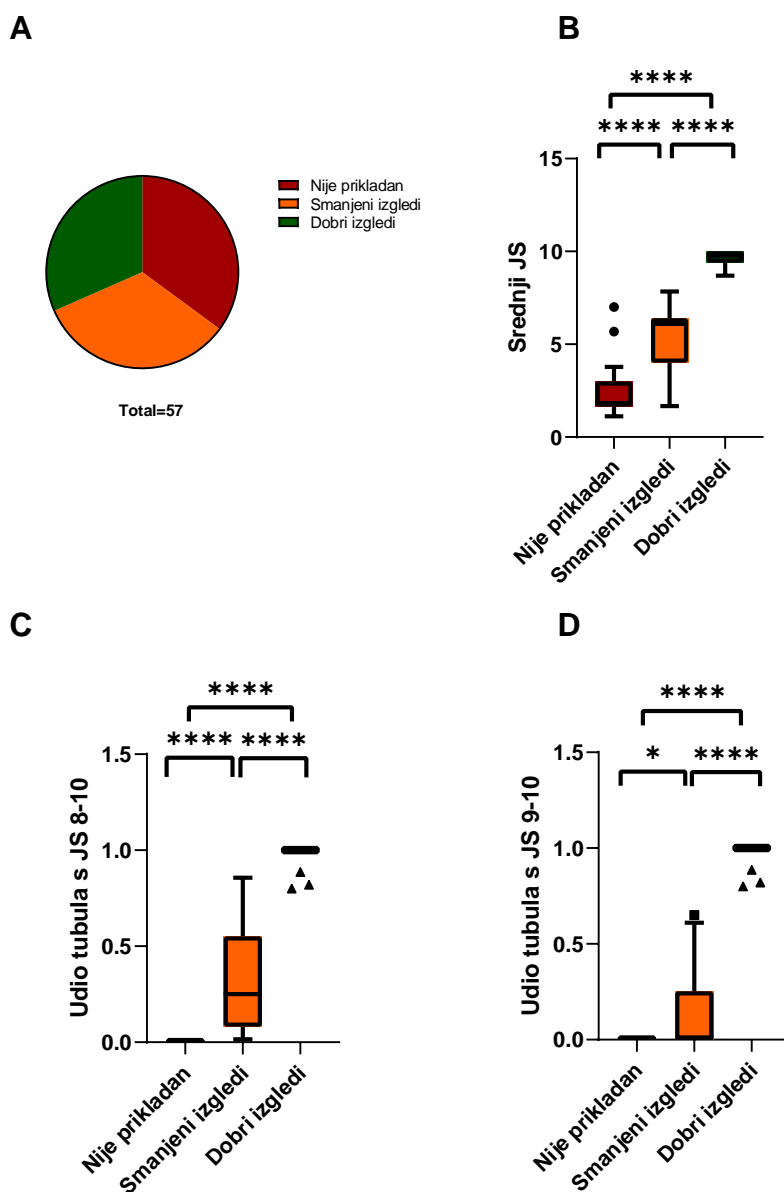 A
Nije prikladan
Smanjeni izgledi
Dobri izgledi
Total=57
B
****
**** ****
Srednji JS
15
10
5
0
Nije prikladan
Smanjeni izgledi
Dobri izgledi
C
****
**** ****
Udio tubula s JS 8-10
1.5
1.0
0.5
0.0
Nije prikladan
Smanjeni izgledi
Dobri izgledi
D
****
* ****
Udio tubula s JS 9-10
1.5
1.0
0.5
0.0
Nije prikladan
Smanjeni izgledi
Dobri izgledi